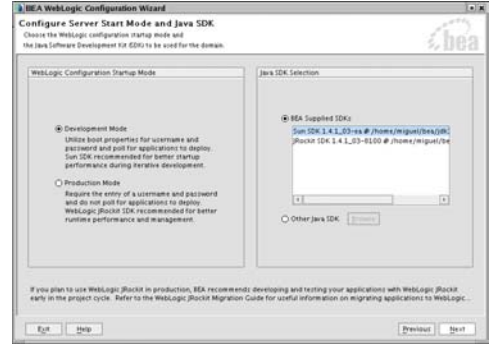 BEA WebLogic Configuration Wizard
Configure Server Start Mode and Java SDK
Choose the WebLogic configuration startup mode and
the Java Software Development Kit (SDK) to be used for the domain.
bea
WebLogic Configuration Startup Mode
Development Mode
Utilize boot properties for username and
password and poll for applications to deploy.
Sun SDK recommended for better startup
performance during iterative development.
Production Mode
Require the entry of a username and password
and do not poll for applications to deploy.
WebLogic JRockit SDK recommended for better
runtime performance and management.
Java SDK Selection
BEA Supplied SDKs
Sun SDK 1.4.1_03-ea @ /home/miguel/bea/jdk
JRockit SDK 1.4.1_03-8100 @ /home/miguel/be
Other Java SDK
Browse
If you plan to use WebLogic JRockit in production, BEA recommends developing and testing your applications with WebLogic JRockit
early in the project cycle. Refer to the WebLogic JRockit Migration Guide for useful information on migrating applications to WebLogic...
Exit
Help
Previous
Next